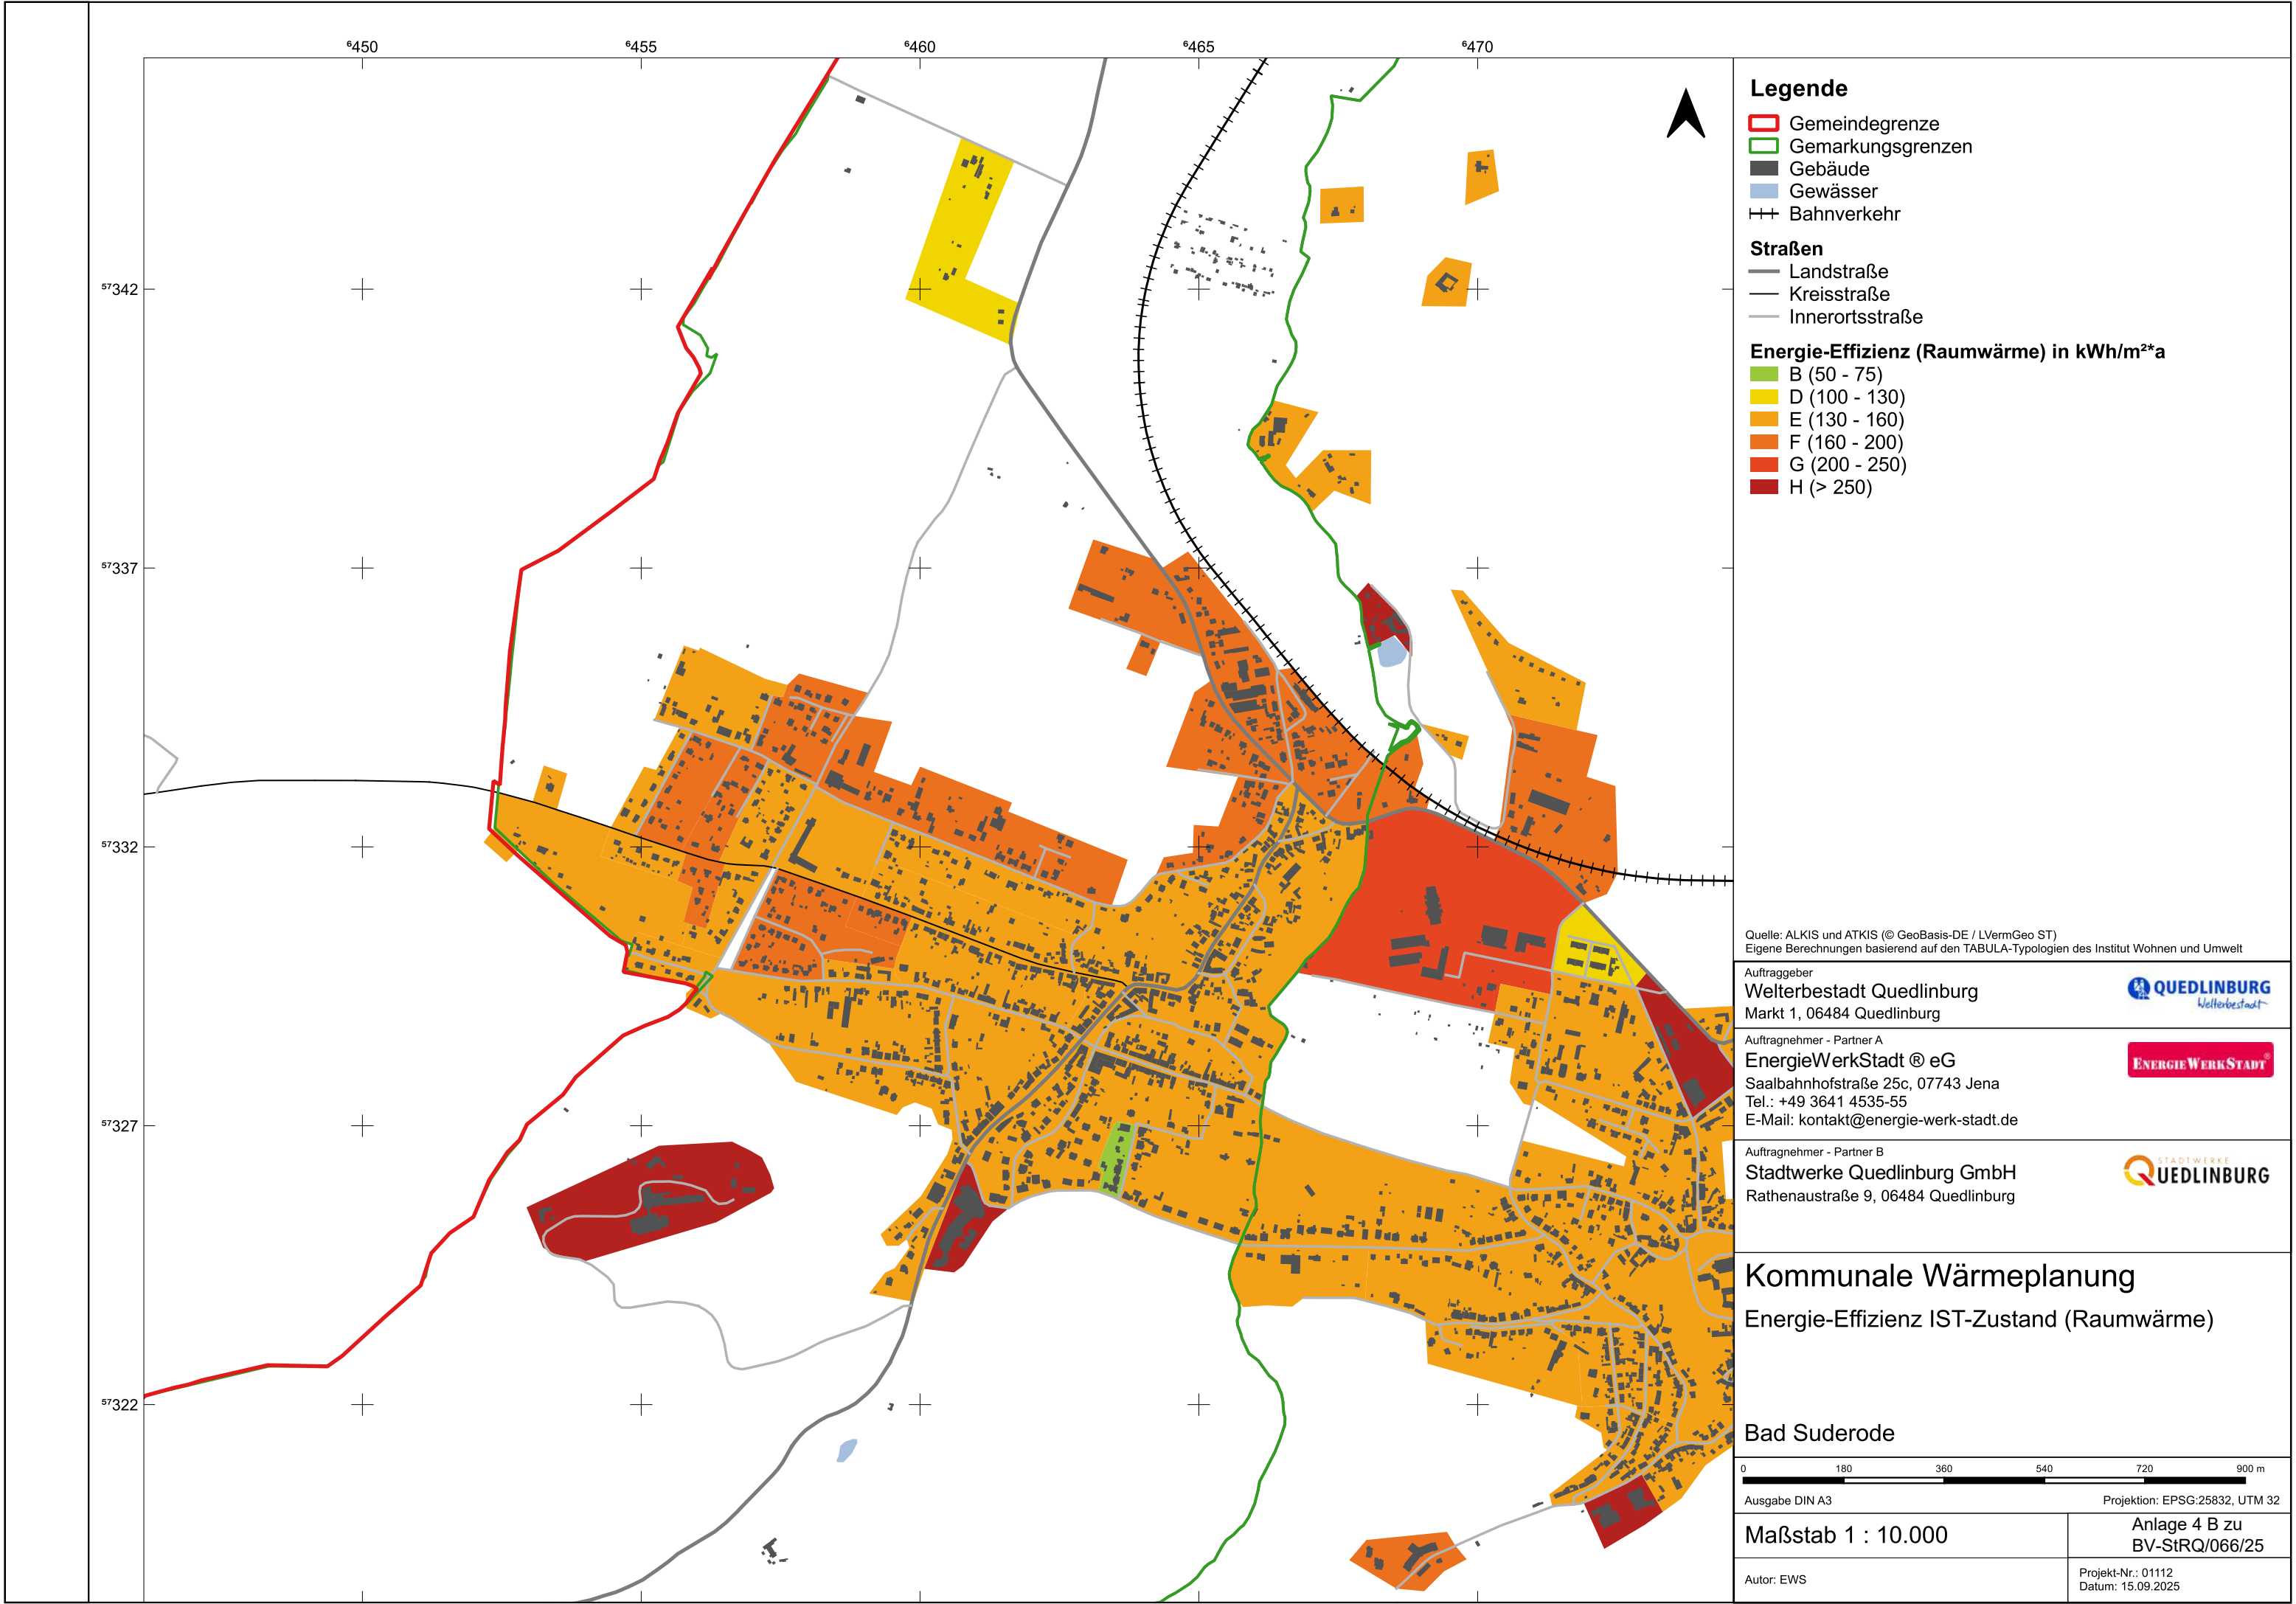 ⁶450
⁶455
⁶460
⁶465
⁶470
⁵⁷342
⁵⁷337
⁵⁷332
⁵⁷327
⁵⁷322
Legende
Gemeindegrenze
Gemarkungsgrenzen
Gebäude
Gewässer
Bahnverkehr
Straßen
Landstraße
Kreisstraße
Innerortsstraße
Energie-Effizienz (Raumwärme) in kWh/m²*a
B (50 - 75)
D (100 - 130)
E (130 - 160)
F (160 - 200)
G (200 - 250)
H (> 250)
Quelle: ALKIS und ATKIS (© GeoBasis-DE / LVermGeo ST)
Eigene Berechnungen basierend auf den TABULA-Typologien des Institut Wohnen und Umwelt
Auftraggeber
Welterbestadt Quedlinburg
Markt 1, 06484 Quedlinburg
QUEDLINBURG
Welterbestadt
Auftragnehmer - Partner A
EnergieWerkStadt ® eG
Saalbahnhofstraße 25c, 07743 Jena
Tel.: +49 3641 4535-55
E-Mail: kontakt@energie-werk-stadt.de
ENERGIEWERKSTADT®
Auftragnehmer - Partner B
Stadtwerke Quedlinburg GmbH
Rathenaustraße 9, 06484 Quedlinburg
STADTWERKE
QUEDLINBURG
Kommunale Wärmeplanung
Energie-Effizienz IST-Zustand (Raumwärme)
Bad Suderode
0 180 360 540 720 900 m
Ausgabe DIN A3 Projektion: EPSG:25832, UTM 32
Maßstab 1 : 10.000
Anlage 4 B zu
BV-StRQ/066/25
Autor: EWS
Projekt-Nr.: 01112
Datum: 15.09.2025